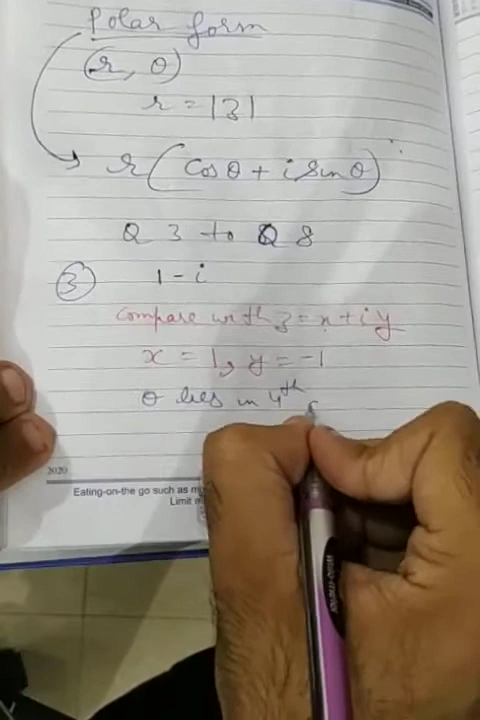 Polar form
(r, θ)
r = |z|
r (cos θ + i sin θ)
Q 3 to Q 8
③ 1 - i
Compare with z = x + i y
x = 1, y = -1
θ lies in 4th
2020
Eating-on-the go such as
Limit